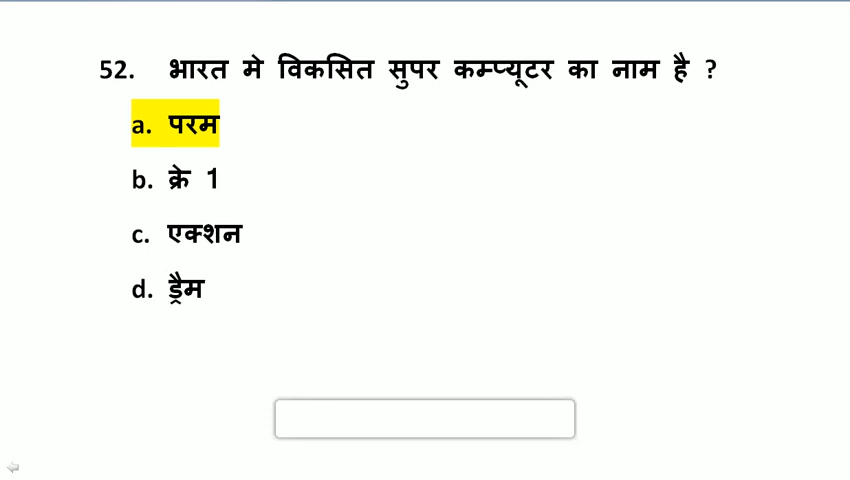 52. भारत मे विकसित सुपर कम्प्यूटर का नाम है ?
a. परम
b. क्रे 1
c. एक्शन
d. ड्रैम